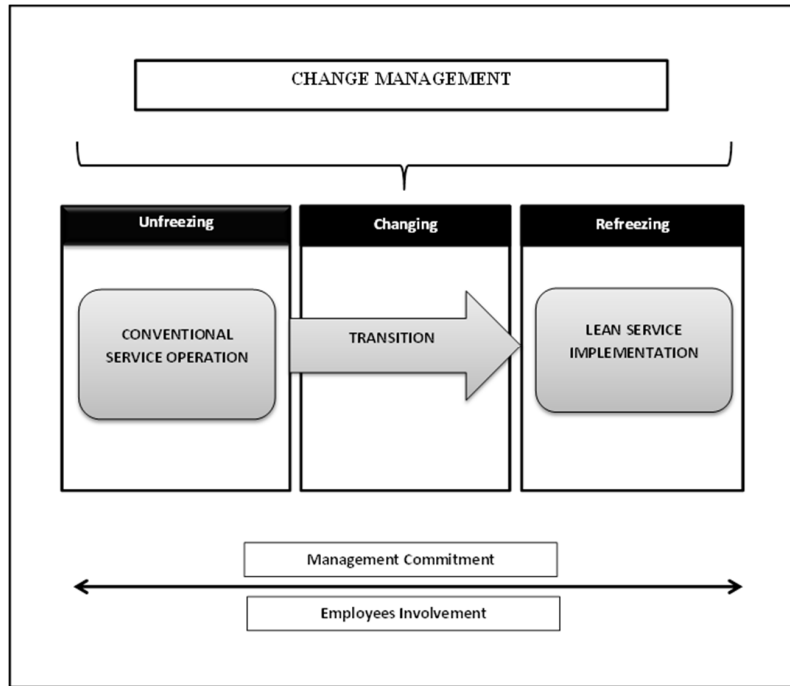 CHANGE MANAGEMENT
Unfreezing
Changing
Refreezing
CONVENTIONAL
SERVICE OPERATION
TRANSITION
LEAN SERVICE
IMPLEMENTATION
Management Commitment
Employees Involvement